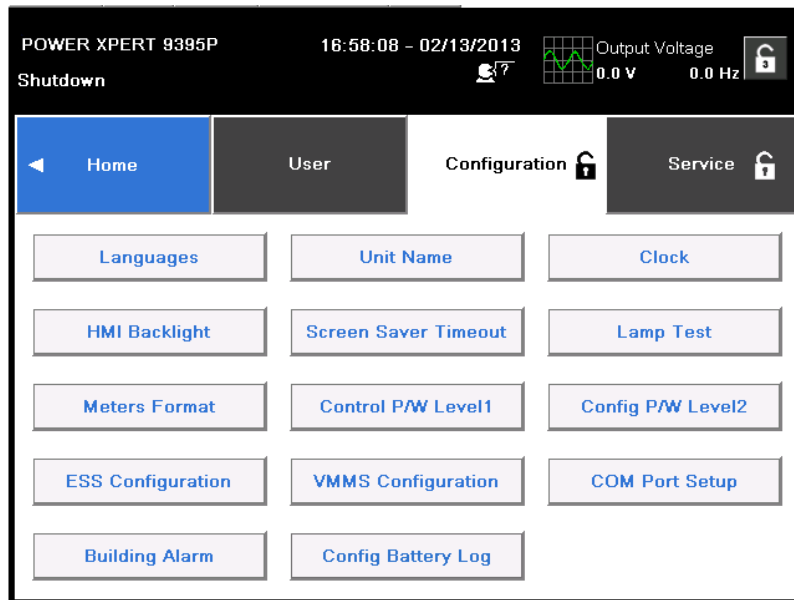 POWER XPERT 9395P
16:58:08 - 02/13/2013
Output Voltage
Shutdown
?
0.0 V 0.0 Hz
3
Home
User
Configuration
Service
Languages
Unit Name
Clock
HMI Backlight
Screen Saver Timeout
Lamp Test
Meters Format
Control P/W Level1
Config P/W Level2
ESS Configuration
VMMS Configuration
COM Port Setup
Building Alarm
Config Battery Log